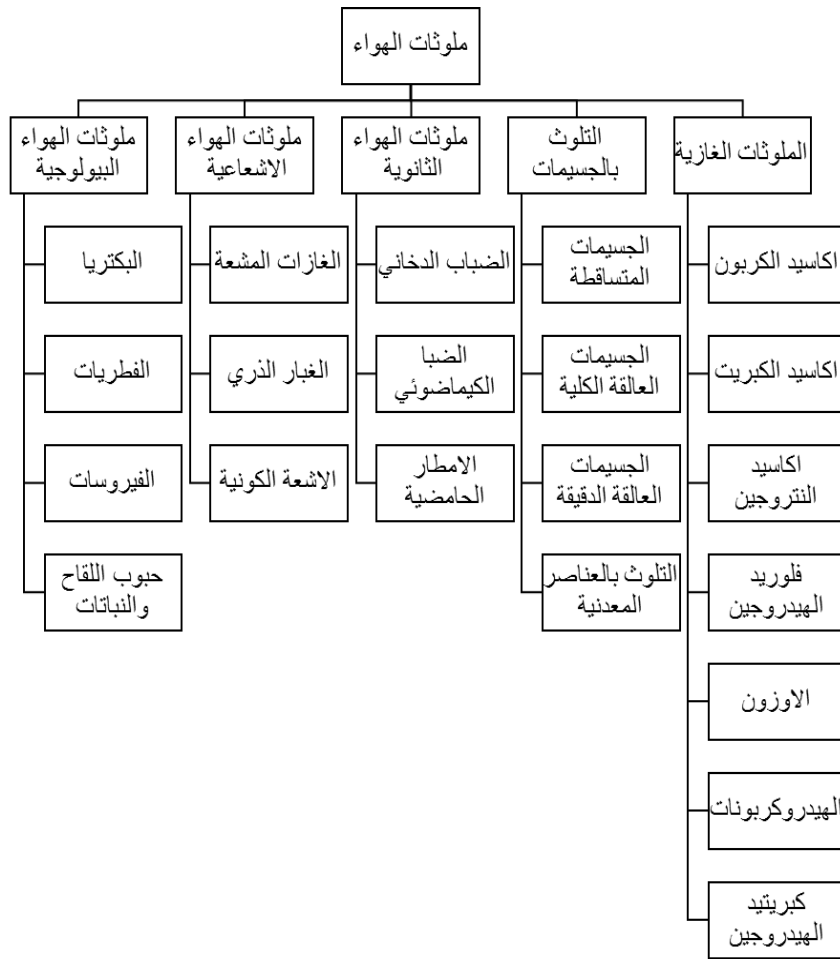 ملوثات الهواء
الملوثات الغازية
اكاسيد الكربون
اكاسيد الكبريت
اكاسيد
النتروجين
فلوريد
الهيدروجين
الاوزون
الهيدروكربونات
كبريتيد
الهيدروجين
التلوث
بالجسيمات
الجسيمات
المتساقطة
الجسيمات
العالقة الكلية
الجسيمات
العالقة الدقيقة
التلوث بالعناصر
المعدنية
ملوثات الهواء
الثانوية
الضباب الدخاني
الضبا
الكيماضوئي
الامطار
الحامضية
ملوثات الهواء
الاشعاعية
الغازات المشعة
الغبار الذري
الاشعة الكونية
ملوثات الهواء
البيولوجية
البكتريا
الفطريات
الفيروسات
حبوب اللقاح
والنباتات